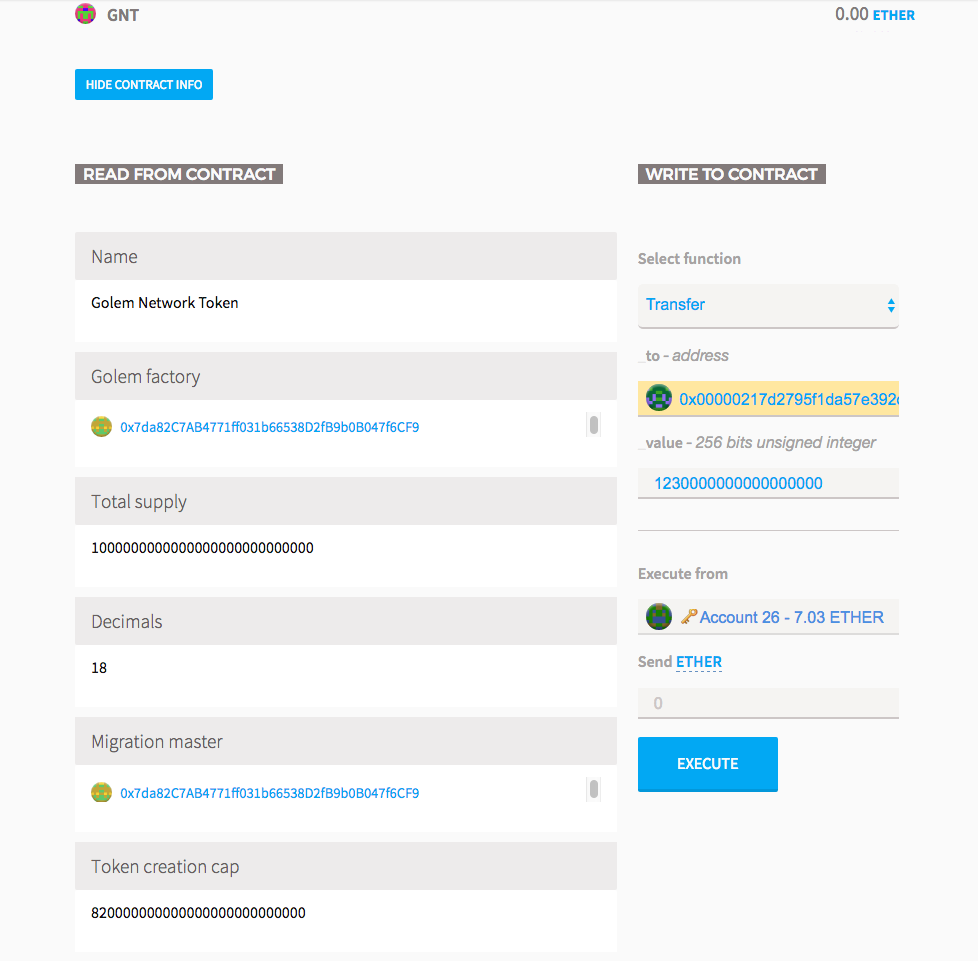 GNT
0.00 ETHER
HIDE CONTRACT INFO
READ FROM CONTRACT
Name
Golem Network Token
Golem factory
0x7da82C7AB4771ff031b66538D2fB9b0B047f6CF9
Total supply
1000000000000000000000000000
Decimals
18
Migration master
0x7da82C7AB4771ff031b66538D2fB9b0B047f6CF9
Token creation cap
820000000000000000000000000
WRITE TO CONTRACT
Select function
Transfer
_to - address
0x00000217d2795f1da57e392
_value - 256 bits unsigned integer
1230000000000000000
Execute from
Account 26 - 7.03 ETHER
Send ETHER
0
EXECUTE